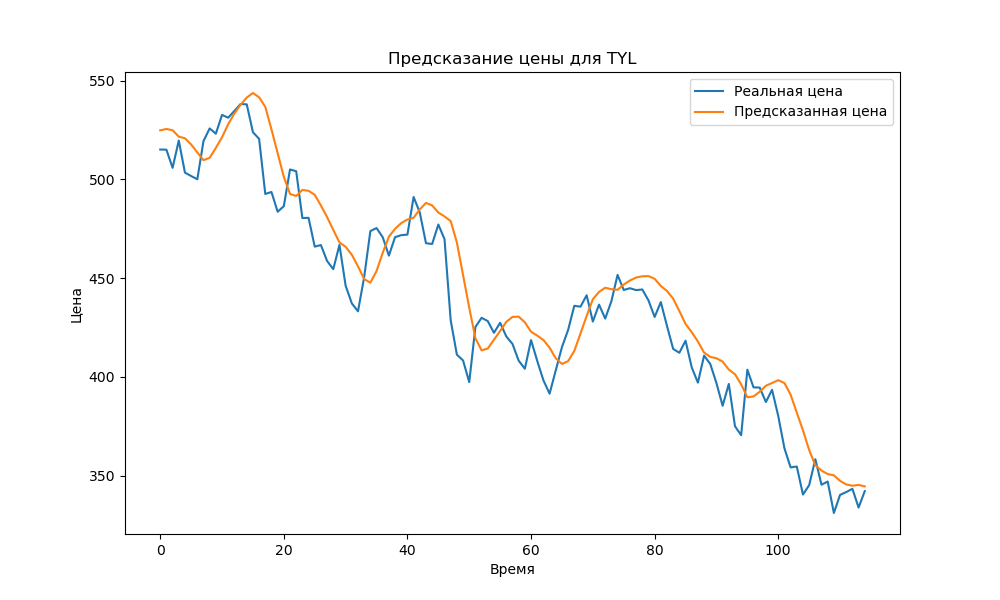 Предсказание цены для TYL
Реальная цена
Предсказанная цена
Цена
550
500
450
400
350
0 20 40 60 80 100
Время